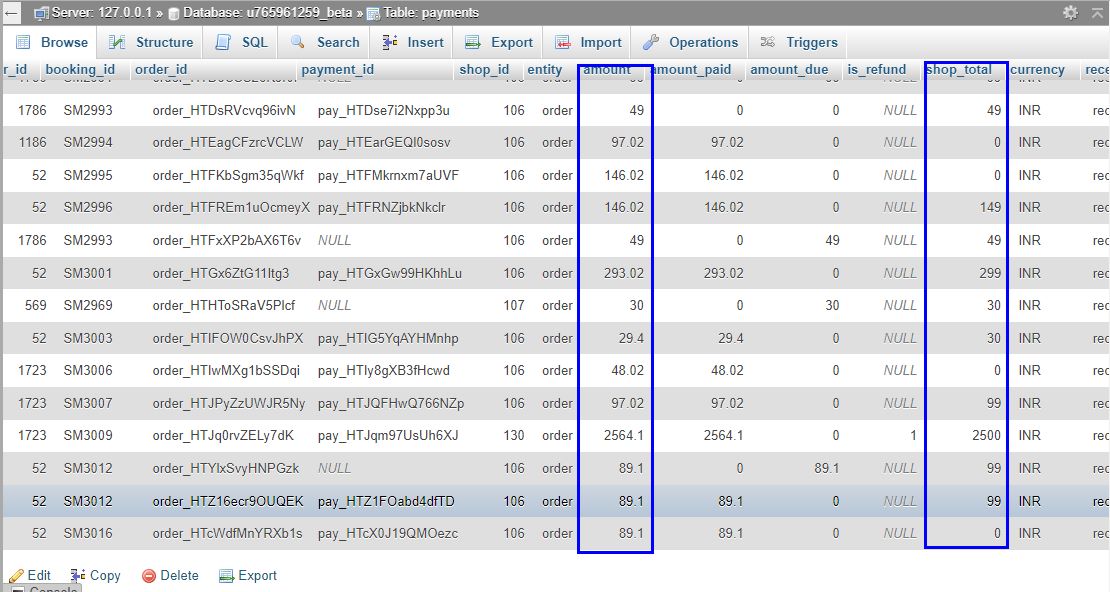 Server: 127.0.0.1 » Database: u765961259_beta » Table: payments
Browse Structure SQL Search Insert Export Import Operations Triggers
r_id booking_id order_id payment_id shop_id entity amount amount_paid amount_due is_refund shop_total currency rece
1786 SM2993 order_HTDsRVcvq96ivN pay_HTDse7i2Nxpp3u 106 order 49 0 0 NULL 49 INR rec
1186 SM2994 order_HTEagCFzrcVCLW pay_HTEarGEQl0sosv 106 order 97.02 97.02 0 NULL 0 INR rec
52 SM2995 order_HTFKbSgm35qWkf pay_HTFMkrnxm7aUVF 106 order 146.02 146.02 0 NULL 0 INR rec
52 SM2996 order_HTFREm1uOcmeyX pay_HTFRNZjbkNkclr 106 order 146.02 146.02 0 NULL 149 INR rec
1786 SM2993 order_HTFxXP2bAX6T6v NULL 106 order 49 0 49 NULL 49 INR rec
52 SM3001 order_HTGx6ZtG11Itg3 pay_HTGxGw99HKhhLu 106 order 293.02 293.02 0 NULL 299 INR rec
569 SM2969 order_HTHToSRaV5PIcf NULL 107 order 30 0 30 NULL 30 INR rec
52 SM3003 order_HTIFOW0CsvJhPX pay_HTIG5YqAYHMnhp 106 order 29.4 29.4 0 NULL 30 INR rec
1723 SM3006 order_HTIwMXg1bSSDqi pay_HTIy8gXB3fHcwd 106 order 48.02 48.02 0 NULL 0 INR rec
1723 SM3007 order_HTJPyZzUWJR5Ny pay_HTJQFHwQ766NZp 106 order 97.02 97.02 0 NULL 99 INR rec
1723 SM3009 order_HTJq0rvZELy7dK pay_HTJqm97UsUh6XJ 130 order 2564.1 2564.1 0 1 2500 INR rec
52 SM3012 order_HTYIxSvyHNPGzk NULL 106 order 89.1 0 89.1 NULL 99 INR rec
52 SM3012 order_HTZ16ecr9OUQEK pay_HTZ1FOabd4dfTD 106 order 89.1 89.1 0 NULL 99 INR rec
52 SM3016 order_HTcWdfMnYRXb1s pay_HTcX0J19QMOezc 106 order 89.1 89.1 0 NULL 0 INR rec
Edit Copy Delete Export
Console